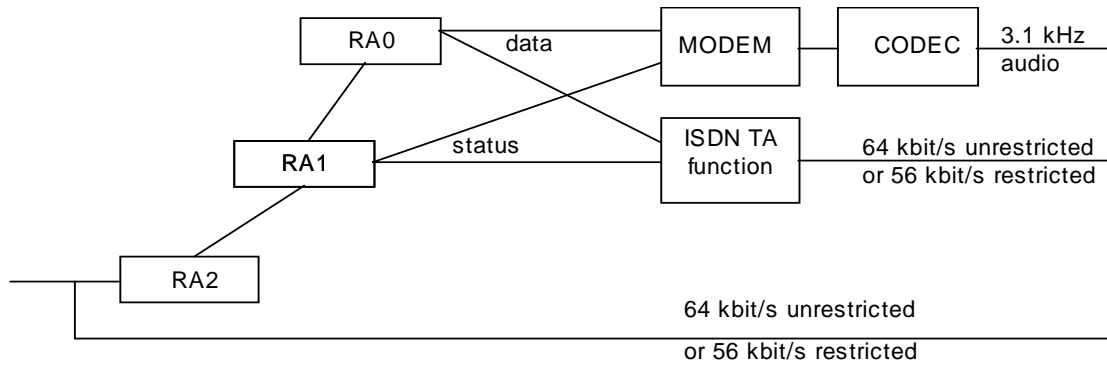 RA0
data
MODEM
CODEC
3.1 kHz
audio
RA1
status
ISDN TA
function
64 kbit/s unrestricted
or 56 kbit/s restricted
RA2
64 kbit/s unrestricted
or 56 kbit/s restricted